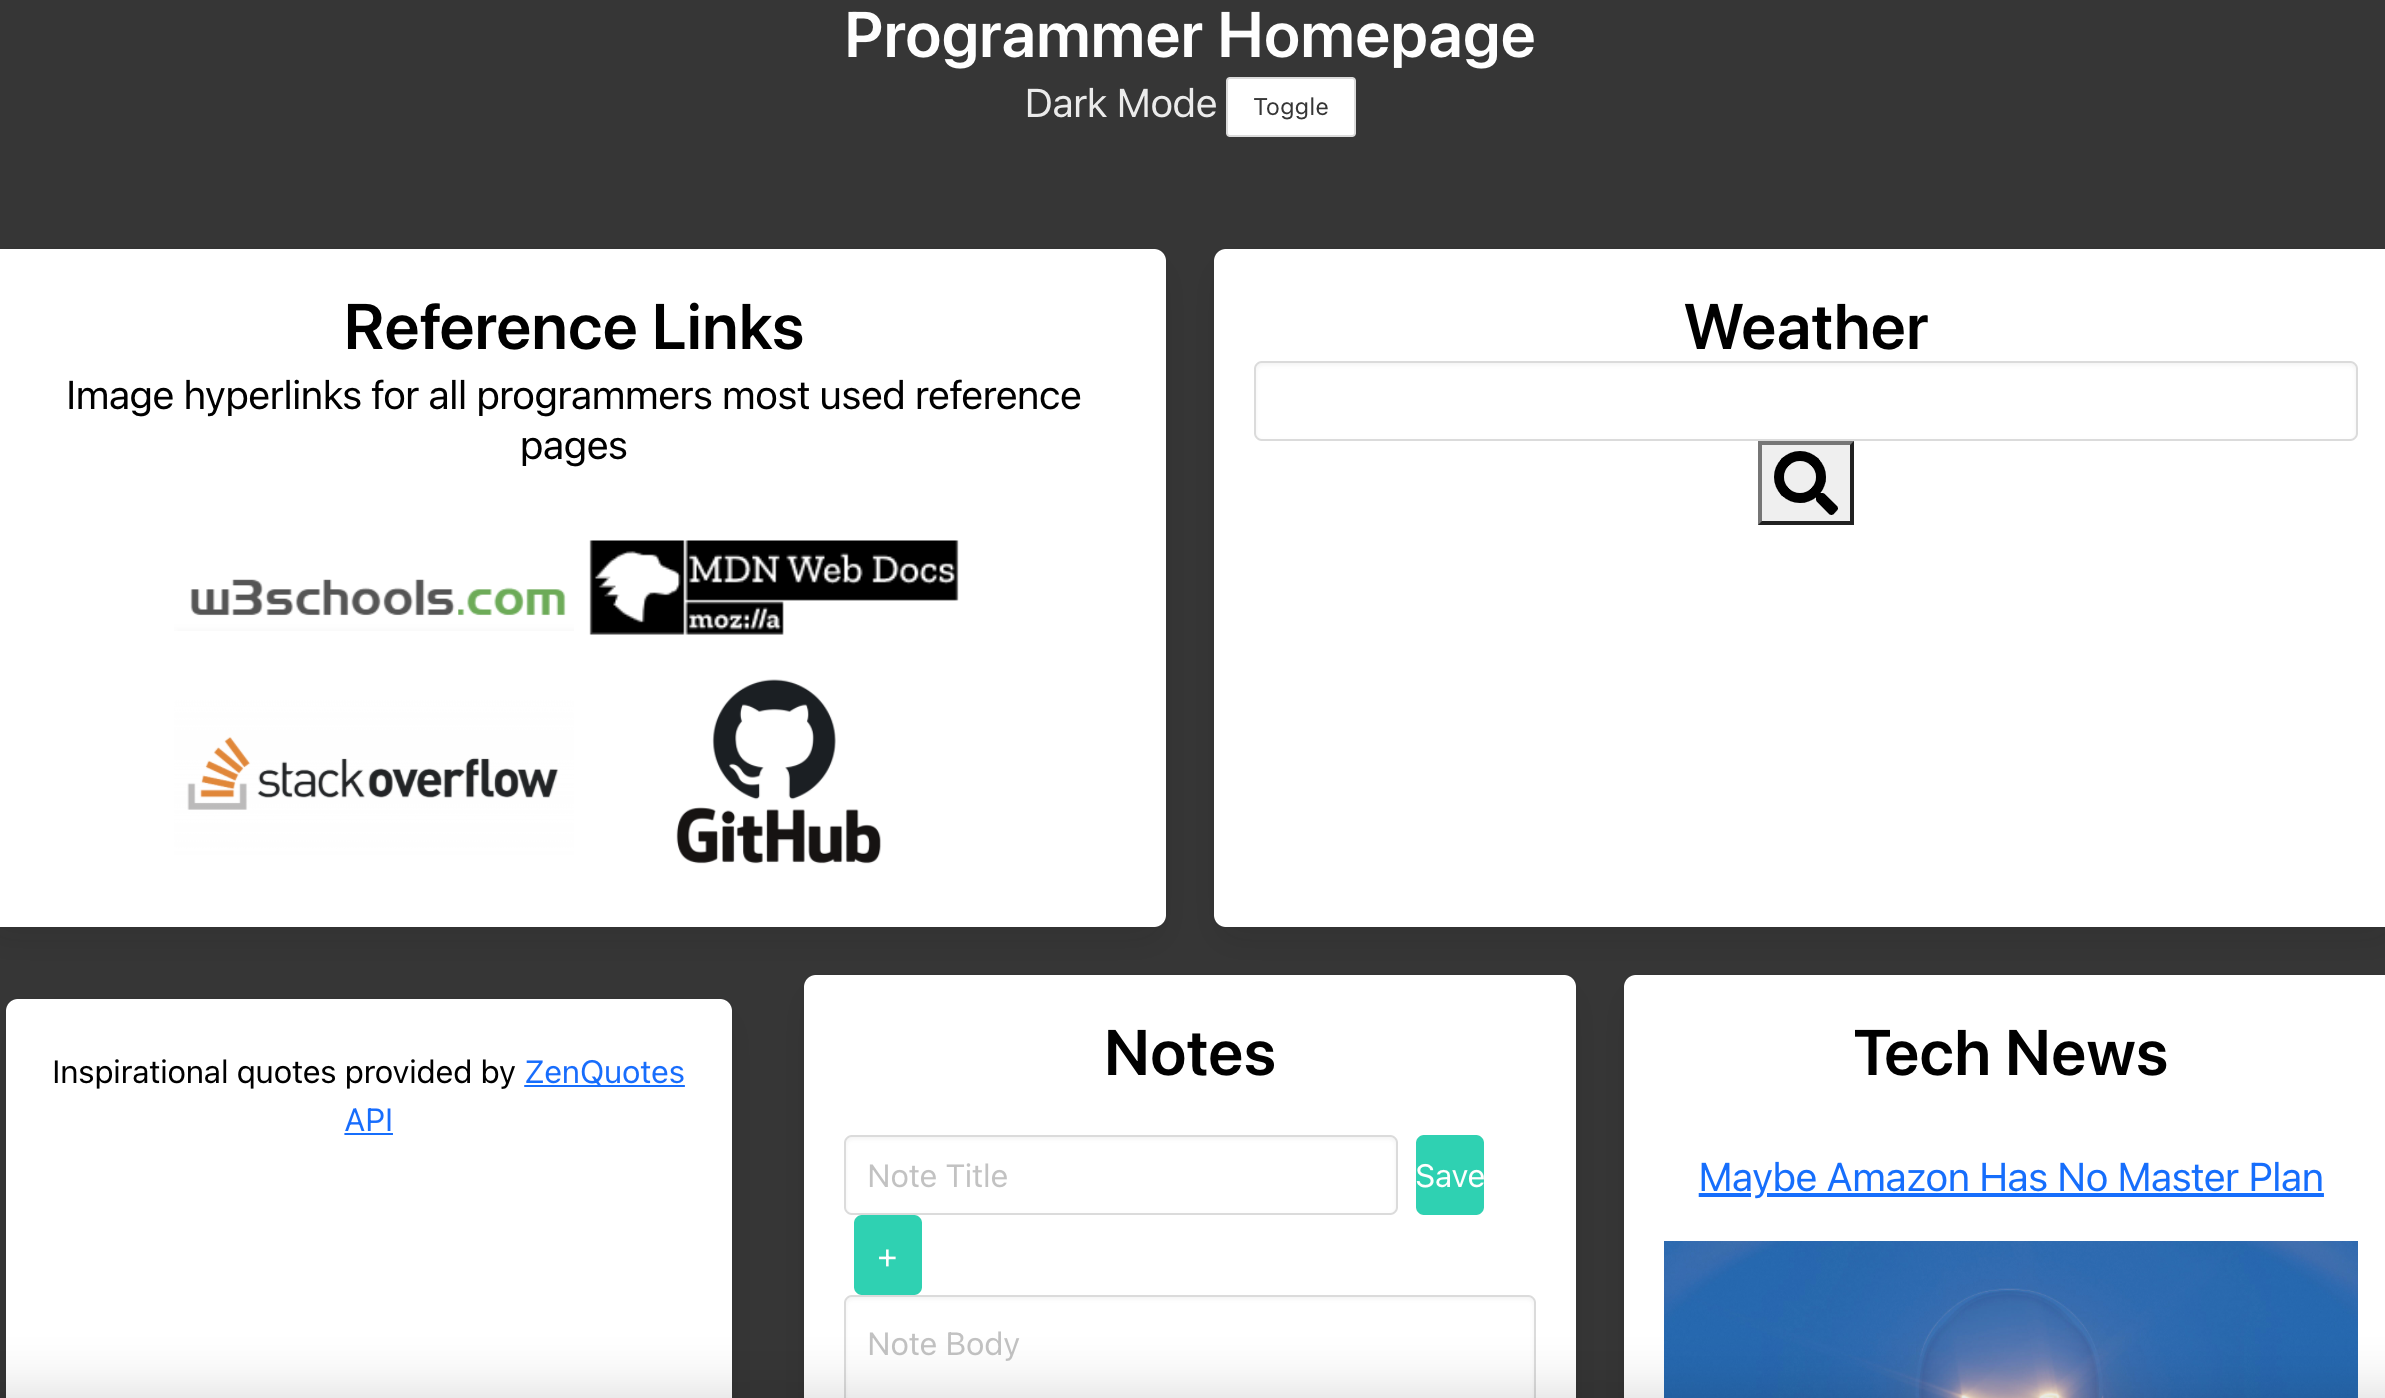 Programmer Homepage
Dark Mode Toggle
Reference Links
Image hyperlinks for all programmers most used reference
pages
w3schools.com
MDN Web Docs
moz://a
stackoverflow
GitHub
Weather
Inspirational quotes provided by ZenQuotes
API
Notes
Note Title
Save
+
Note Body
Tech News
Maybe Amazon Has No Master Plan